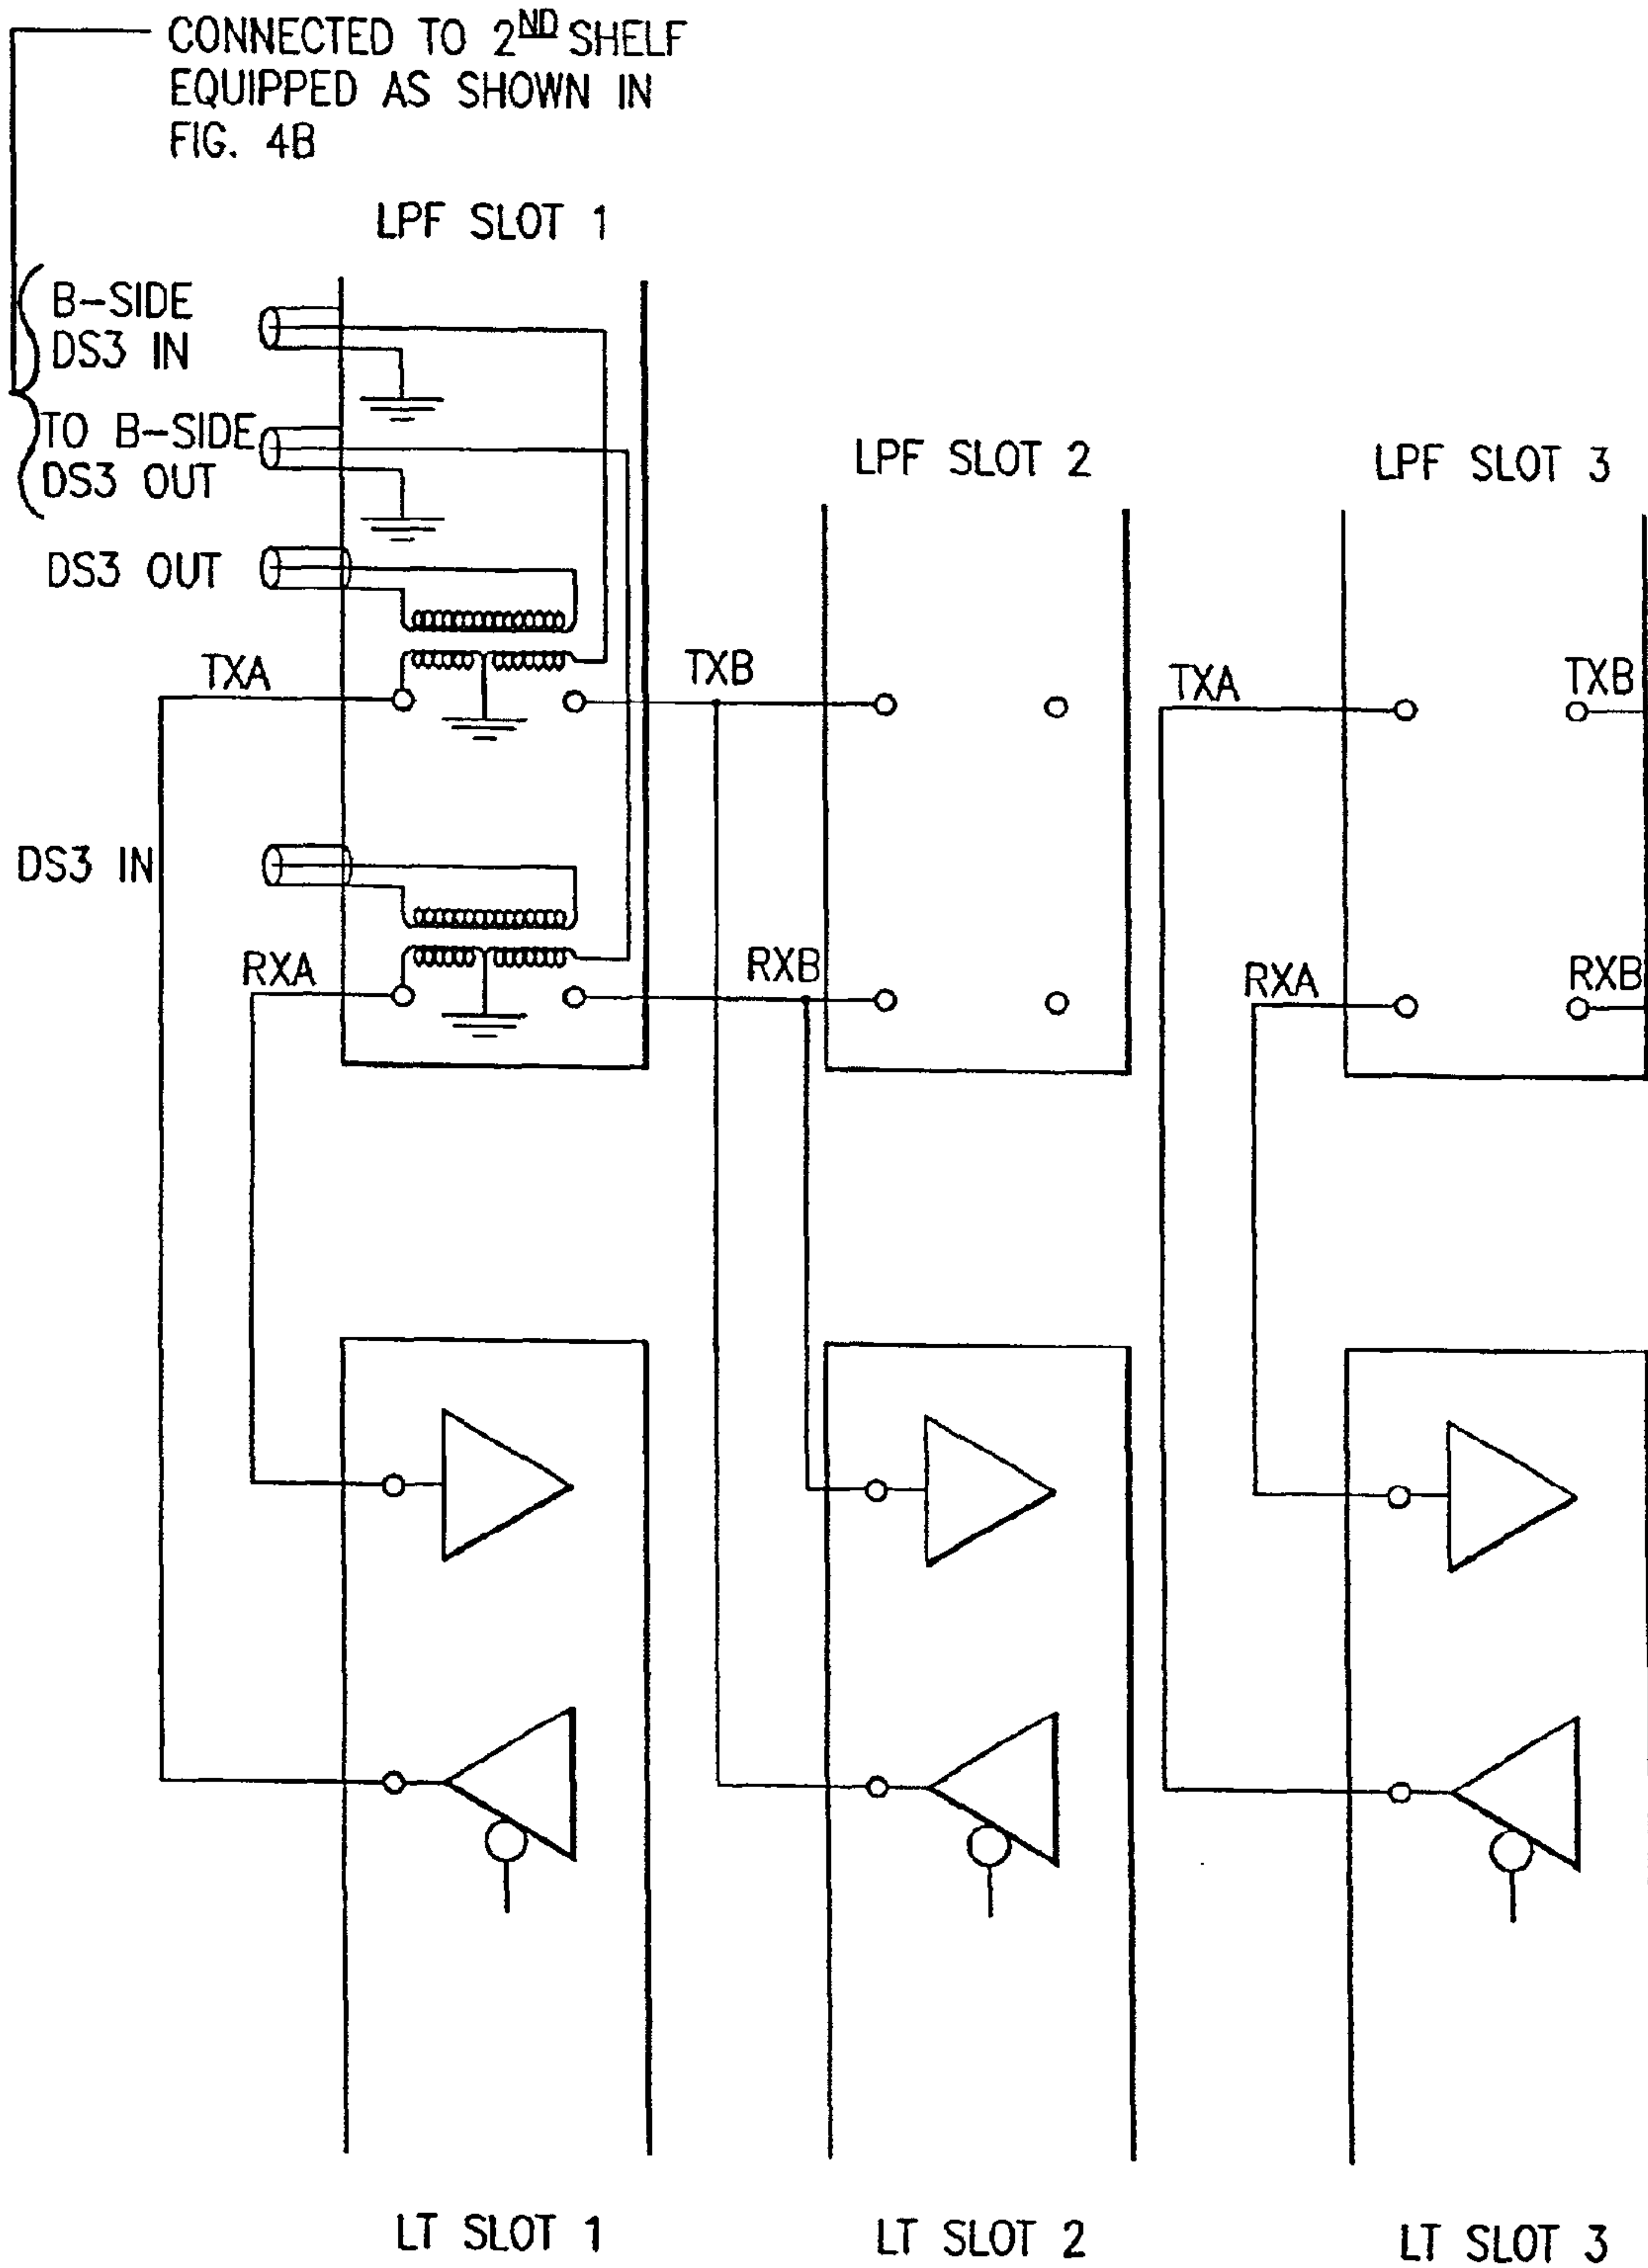 CONNECTED TO 2ND SHELF
EQUIPPED AS SHOWN IN
FIG. 4B
LPF SLOT 1
B-SIDE
DS3 IN
TO B-SIDE
DS3 OUT
LPF SLOT 2
LPF SLOT 3
DS3 OUT
TXA
TXB
TXA
TXB
DS3 IN
RXA
RXB
RXA
RXB
LT SLOT 1
LT SLOT 2
LT SLOT 3